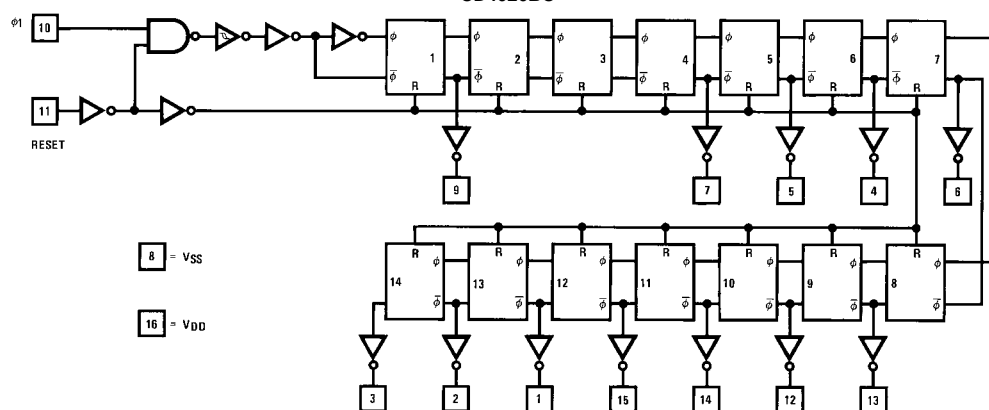 ϕ1 10 ϕ ϕ ϕ ϕ ϕ ϕ ϕ
1 2 3 4 5 6 7
ϕ̅ ϕ̅ ϕ̅ ϕ̅ ϕ̅ ϕ̅ ϕ̅
11 R R R R R R R
RESET
9 7 5 4 6
8 = VSS R R R R R R R
ϕ ϕ ϕ ϕ ϕ ϕ ϕ
14 13 12 11 10 9 8
ϕ̅ ϕ̅ ϕ̅ ϕ̅ ϕ̅ ϕ̅ ϕ̅
16 = VDD
3 2 1 15 14 12 13